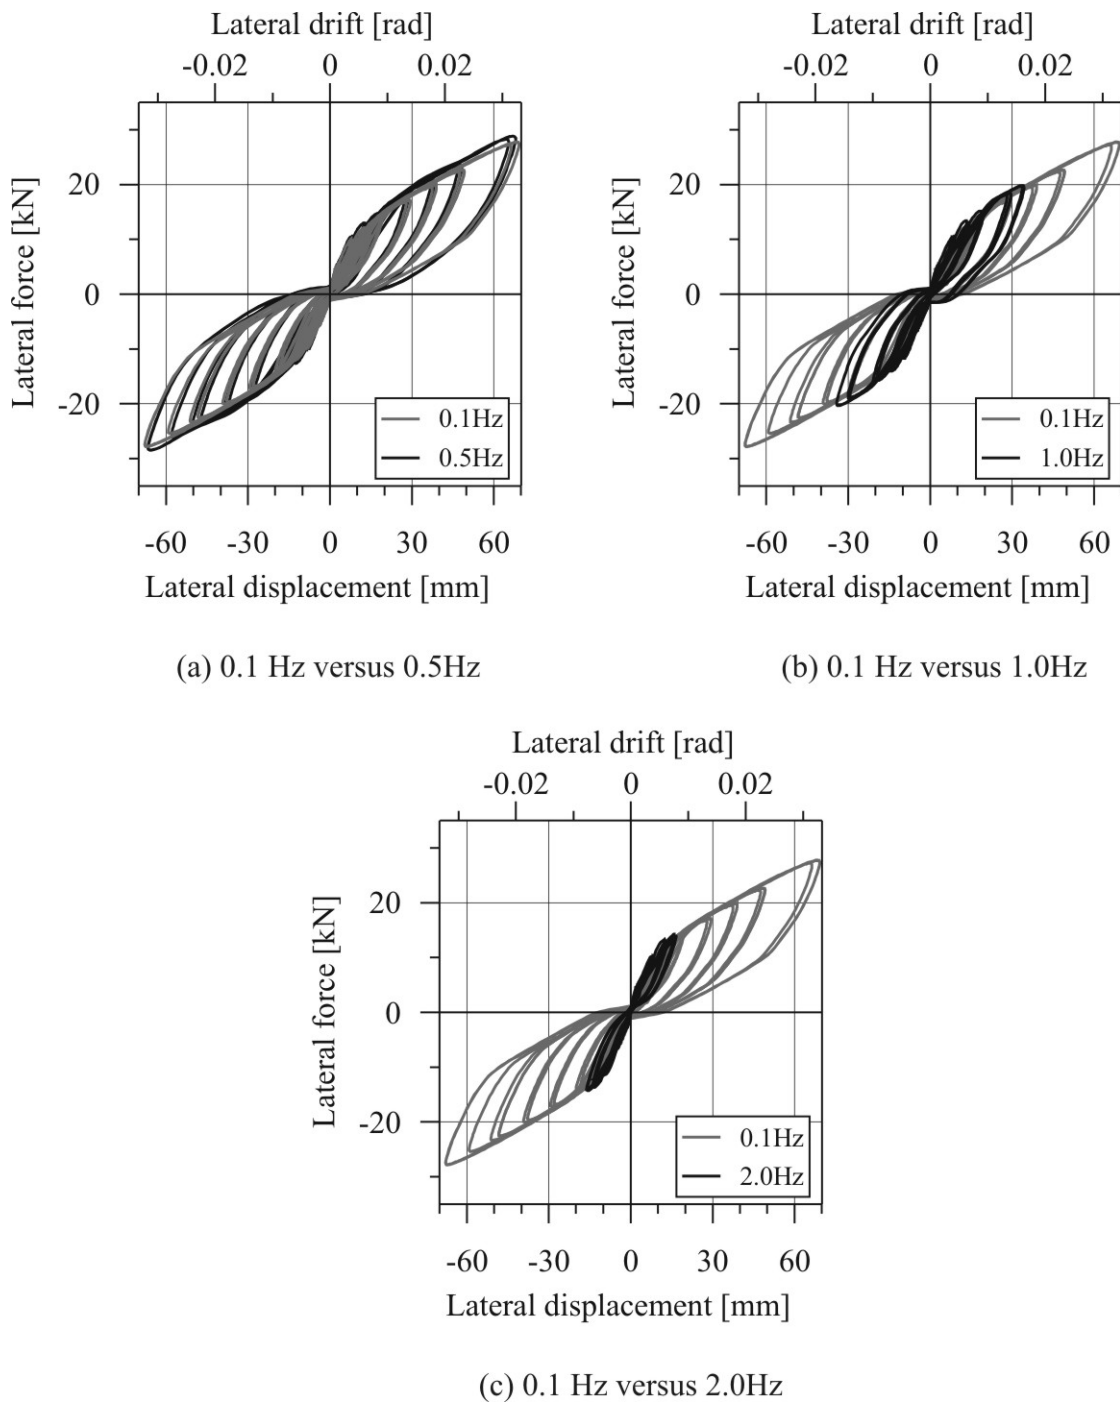 Lateral drift [rad]
-0.02 0 0.02
Lateral force [kN]
20
0
-20
0.1Hz
0.5Hz
-60 -30 0 30 60
Lateral displacement [mm]
(a) 0.1 Hz versus 0.5Hz
Lateral drift [rad]
-0.02 0 0.02
Lateral force [kN]
20
0
-20
0.1Hz
1.0Hz
-60 -30 0 30 60
Lateral displacement [mm]
(b) 0.1 Hz versus 1.0Hz
Lateral drift [rad]
-0.02 0 0.02
Lateral force [kN]
20
0
-20
0.1Hz
2.0Hz
-60 -30 0 30 60
Lateral displacement [mm]
(c) 0.1 Hz versus 2.0Hz